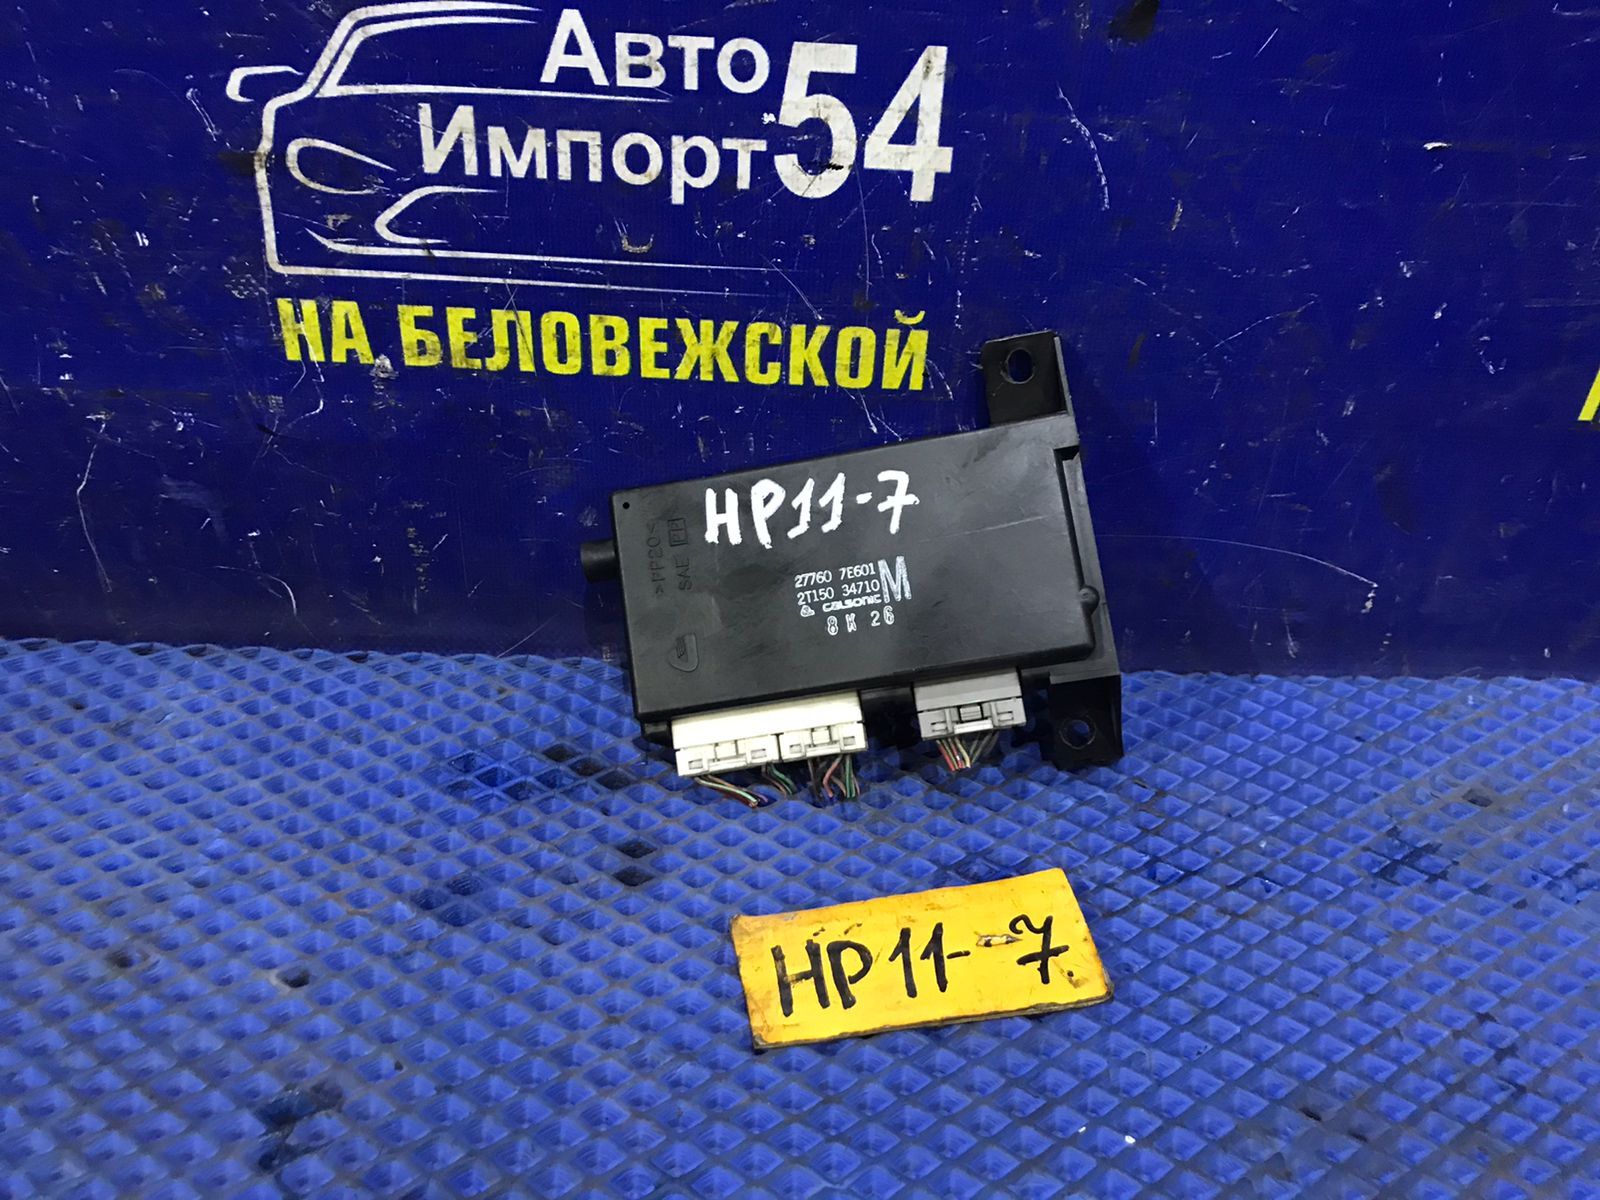 АВТО
ИМПОРТ 54
НА БЕЛОВЕЖСКОЙ
HP11-7
>PP20<
SAE
27760 7E601
2T150 34710 M
calsonic
8 K 26
HP11-7